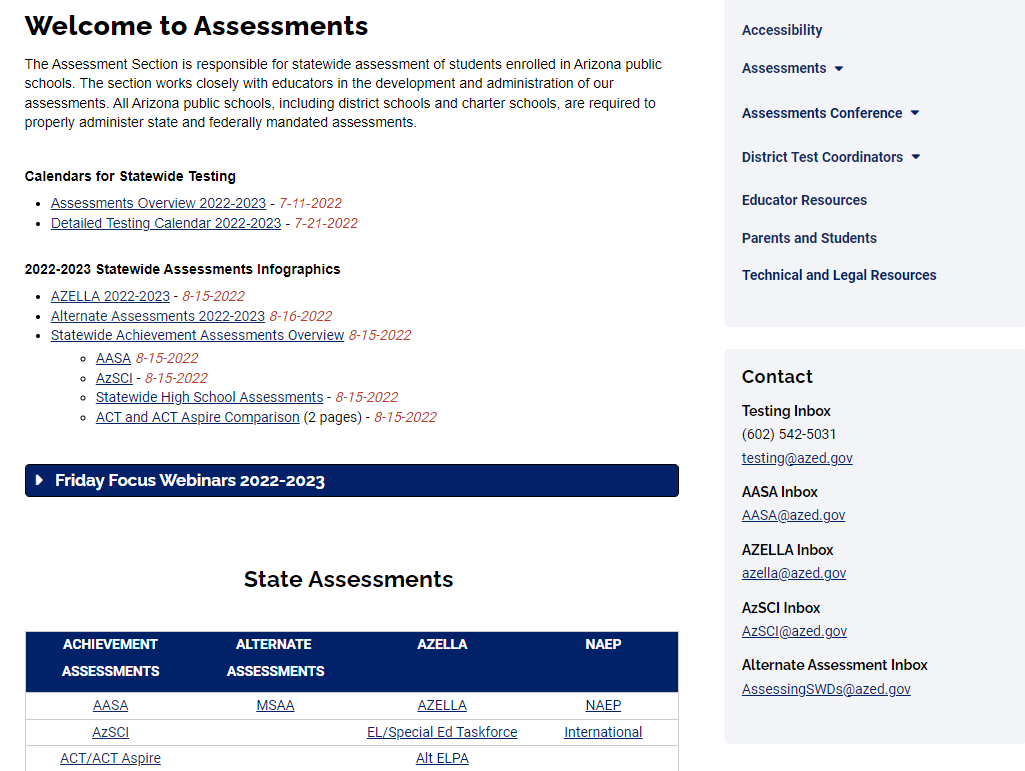 Welcome to Assessments
The Assessment Section is responsible for statewide assessment of students enrolled in Arizona public
schools. The section works closely with educators in the development and administration of our
assessments. All Arizona public schools, including district schools and charter schools, are required to
properly administer state and federally mandated assessments.
Calendars for Statewide Testing
Assessments Overview 2022-2023 - 7-11-2022
Detailed Testing Calendar 2022-2023 - 7-21-2022
2022-2023 Statewide Assessments Infographics
AZELLA 2022-2023 - 8-15-2022
Alternate Assessments 2022-2023 8-16-2022
Statewide Achievement Assessments Overview 8-15-2022
AASA 8-15-2022
AzSCI - 8-15-2022
Statewide High School Assessments - 8-15-2022
ACT and ACT Aspire Comparison (2 pages) - 8-15-2022
Friday Focus Webinars 2022-2023
State Assessments
ACHIEVEMENT ASSESSMENTS ALTERNATE ASSESSMENTS AZELLA NAEP
AASA MSAA AZELLA NAEP
AzSCI EL/Special Ed Taskforce International
ACT/ACT Aspire Alt ELPA
Accessibility
Assessments
Assessments Conference
District Test Coordinators
Educator Resources
Parents and Students
Technical and Legal Resources
Contact
Testing Inbox
(602) 542-5031
testing@azed.gov
AASA Inbox
AASA@azed.gov
AZELLA Inbox
azella@azed.gov
AzSCI Inbox
AzSCI@azed.gov
Alternate Assessment Inbox
AssessingSWDs@azed.gov